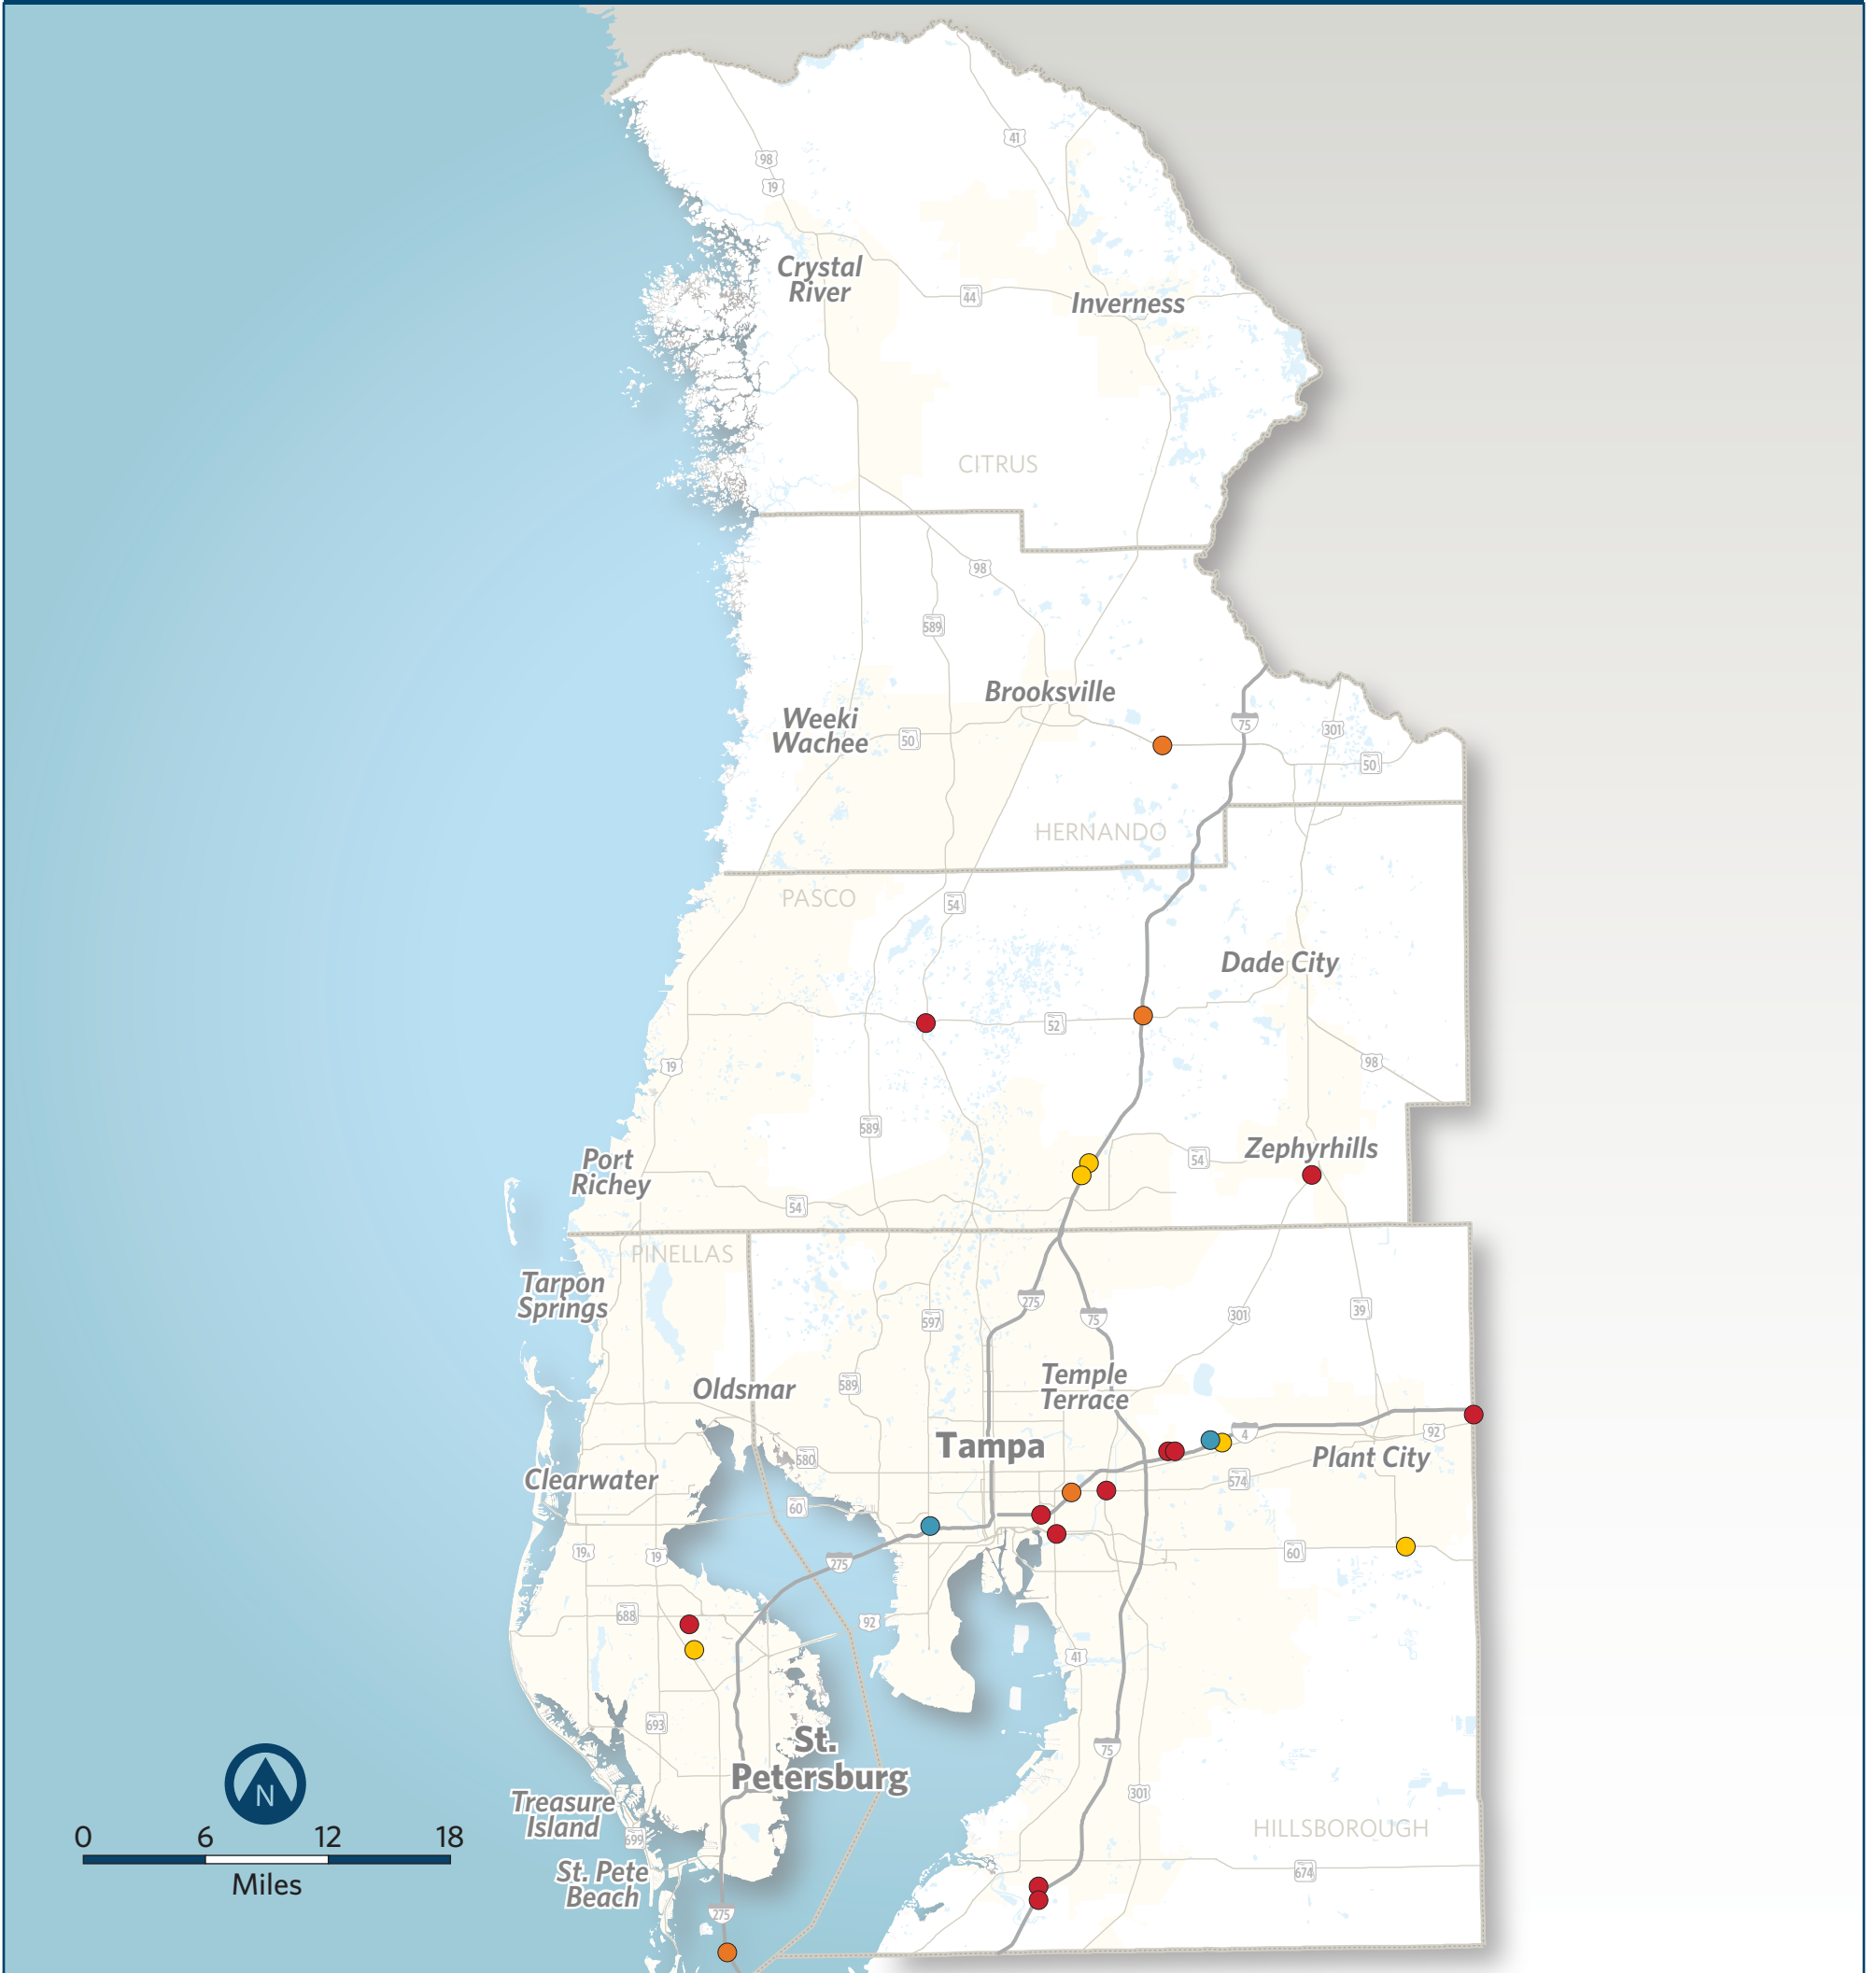 41
98
19
Crystal
River
44
Inverness
CITRUS
98
589
Brooksville
Weeki
Wachee
50
75
301
50
HERNANDO
PASCO
54
Dade City
52
19
98
589
Port
Richey
54
Zephyrhills
54
PINELLAS
Tarpon
Springs
275
75
597
301
39
Oldsmar
589
Temple
Terrace
Tampa
4
92
Plant City
580
Clearwater
574
60
19A
19
275
60
688
92
41
693
St.
Petersburg
75
301
N
Treasure
Island
699
HILLSBOROUGH
0 6 12 18
Miles
St. Pete
Beach
674
275